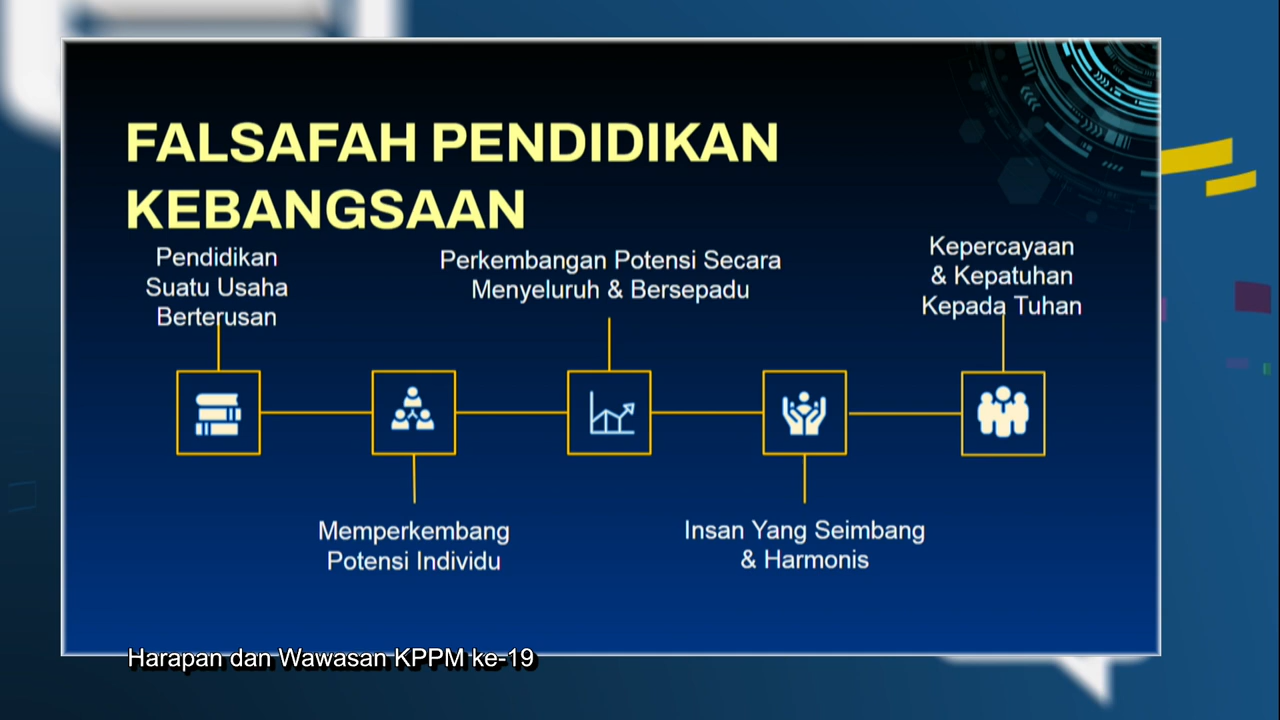 FALSAFAH PENDIDIKAN
KEBANGSAAN
Pendidikan
Suatu Usaha
Berterusan
Perkembangan Potensi Secara
Menyeluruh & Bersepadu
Kepercayaan
& Kepatuhan
Kepada Tuhan
Memperkembang
Potensi Individu
Insan Yang Seimbang
& Harmonis
Harapan dan Wawasan KPPM ke-19